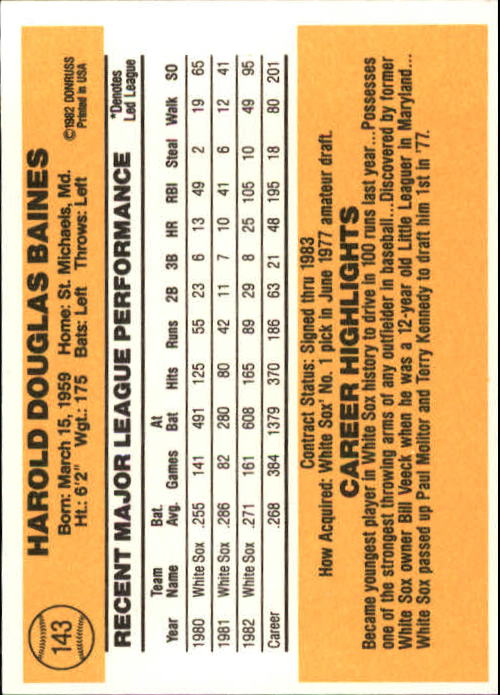 143
HAROLD DOUGLAS BAINES
Born: March 15, 1959 Home: St. Michaels, Md.
Ht.: 6'2" Wgt.: 175 Bats: Left Throws: Left
©1982 DONRUSS
Printed in USA
RECENT MAJOR LEAGUE PERFORMANCE
*Denotes
Led League
Team Bat. At
Year Name Avg. Games Bat Hits Runs 2B 3B HR RBI Steal Walk SO
1980 White Sox .255 141 491 125 55 23 6 13 49 2 19 65
1981 White Sox .286 82 280 80 42 11 7 10 41 6 12 41
1982 White Sox .271 161 608 165 89 29 8 25 105 10 49 95
Career .268 384 1379 370 186 63 21 48 195 18 80 201
Contract Status: Signed thru 1983
How Acquired: White Sox' No. 1 pick in June 1977 amateur draft.
CAREER HIGHLIGHTS
Became youngest player in White Sox history to drive in 100 runs last year...Possesses
one of the strongest throwing arms of any outfielder in baseball...Discovered by former
White Sox owner Bill Veeck when he was a 12-year old Little Leaguer in Maryland...
White Sox passed up Paul Molitor and Terry Kennedy to draft him 1st in '77.